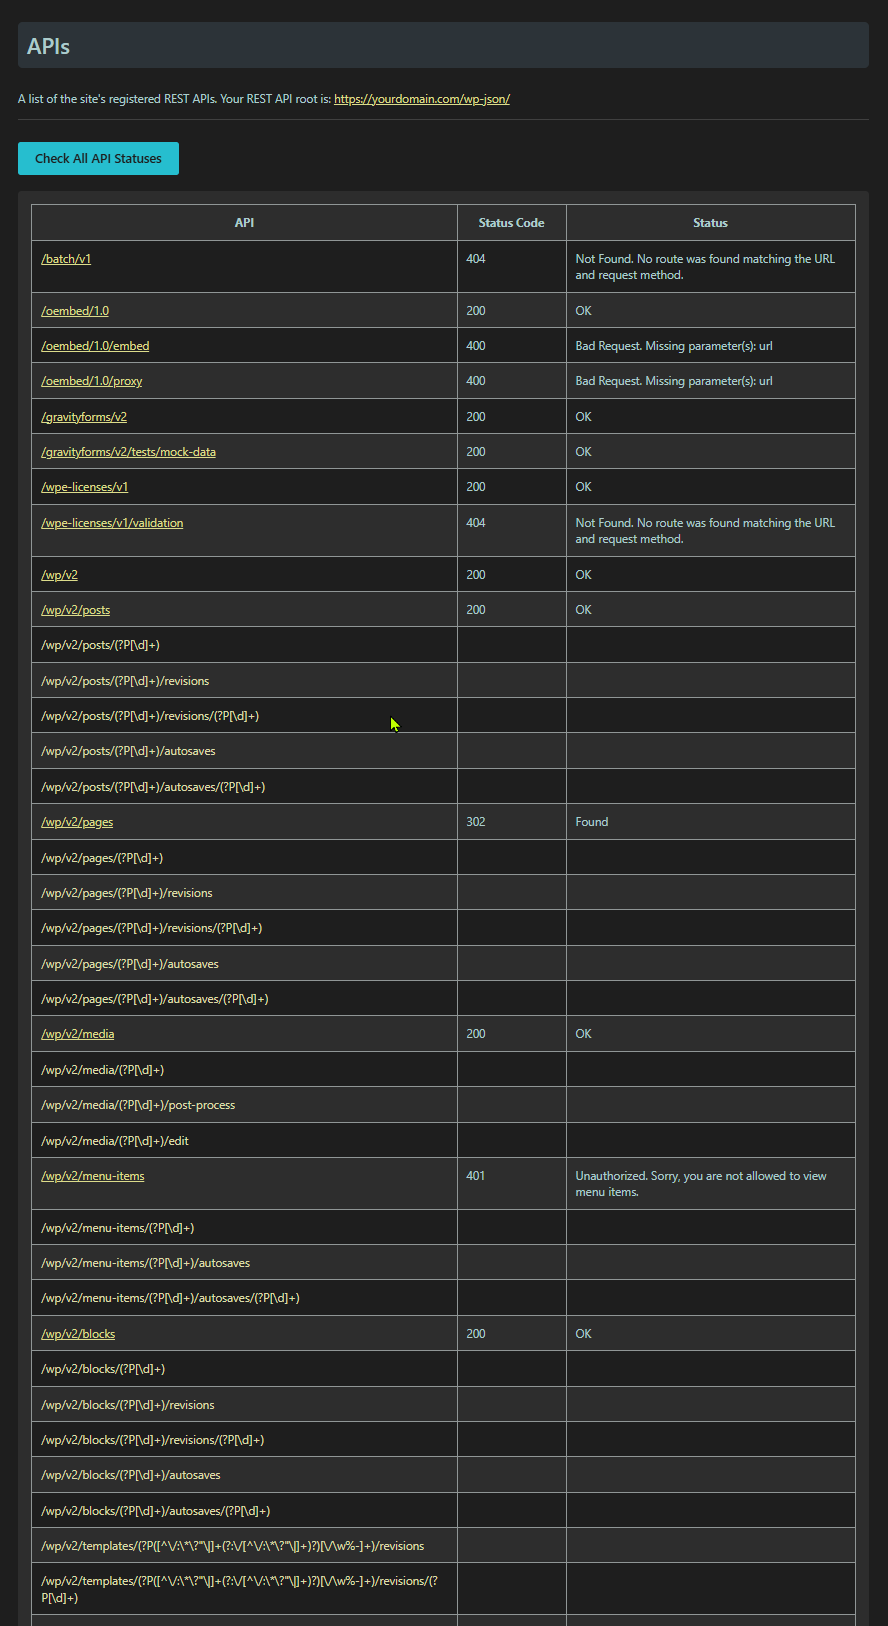 APIs
A list of the site's registered REST APIs. Your REST API root is: https://yourdomain.com/wp-json/
Check All API Statuses
API Status Code Status
/batch/v1 404 Not Found. No route was found matching the URL
and request method.
/oembed/1.0 200 OK
/oembed/1.0/embed 400 Bad Request. Missing parameter(s): url
/oembed/1.0/proxy 400 Bad Request. Missing parameter(s): url
/gravityforms/v2 200 OK
/gravityforms/v2/tests/mock-data 200 OK
/wpe-licenses/v1 200 OK
/wpe-licenses/v1/validation 404 Not Found. No route was found matching the URL
and request method.
/wp/v2 200 OK
/wp/v2/posts 200 OK
/wp/v2/posts/(?P[\d]+)
/wp/v2/posts/(?P[\d]+)/revisions
/wp/v2/posts/(?P[\d]+)/revisions/(?P[\d]+)
/wp/v2/posts/(?P[\d]+)/autosaves
/wp/v2/posts/(?P[\d]+)/autosaves/(?P[\d]+)
/wp/v2/pages 302 Found
/wp/v2/pages/(?P[\d]+)
/wp/v2/pages/(?P[\d]+)/revisions
/wp/v2/pages/(?P[\d]+)/revisions/(?P[\d]+)
/wp/v2/pages/(?P[\d]+)/autosaves
/wp/v2/pages/(?P[\d]+)/autosaves/(?P[\d]+)
/wp/v2/media 200 OK
/wp/v2/media/(?P[\d]+)
/wp/v2/media/(?P[\d]+)/post-process
/wp/v2/media/(?P[\d]+)/edit
/wp/v2/menu-items 401 Unauthorized. Sorry, you are not allowed to view
menu items.
/wp/v2/menu-items/(?P[\d]+)
/wp/v2/menu-items/(?P[\d]+)/autosaves
/wp/v2/menu-items/(?P[\d]+)/autosaves/(?P[\d]+)
/wp/v2/blocks 200 OK
/wp/v2/blocks/(?P[\d]+)
/wp/v2/blocks/(?P[\d]+)/revisions
/wp/v2/blocks/(?P[\d]+)/revisions/(?P[\d]+)
/wp/v2/blocks/(?P[\d]+)/autosaves
/wp/v2/blocks/(?P[\d]+)/autosaves/(?P[\d]+)
/wp/v2/templates/(?P([^\/:\*\?"\|]+(?:\/[^\/:\*\?"\|]+)?)[\/\w%-]+)/revisions
/wp/v2/templates/(?P([^\/:\*\?"\|]+(?:\/[^\/:\*\?"\|]+)?)[\/\w%-]+)/revisions/(?
P[\d]+)